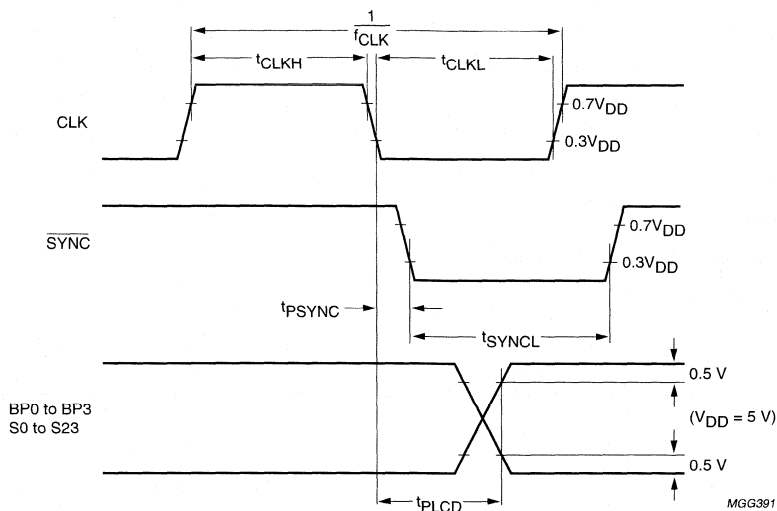 1
fCLK
tCLKH
tCLKL
CLK
0.7VDD
0.3VDD
SYNC
0.7VDD
0.3VDD
tPSYNC
tSYNCL
BP0 to BP3
S0 to S23
0.5 V
(VDD = 5 V)
0.5 V
tPLCD
MGG391